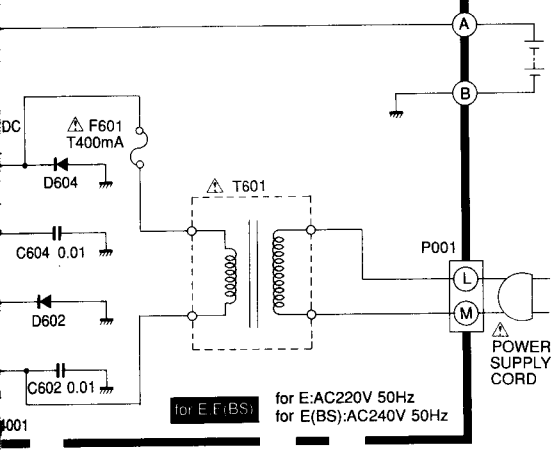 A
B
DC
F601
T400mA
D604
T601
C604 0.01
P001
L
D602
M
POWER
SUPPLY
CORD
C602 0.01
for E,E(BS)
for E:AC220V 50Hz
for E(BS):AC240V 50Hz
4001